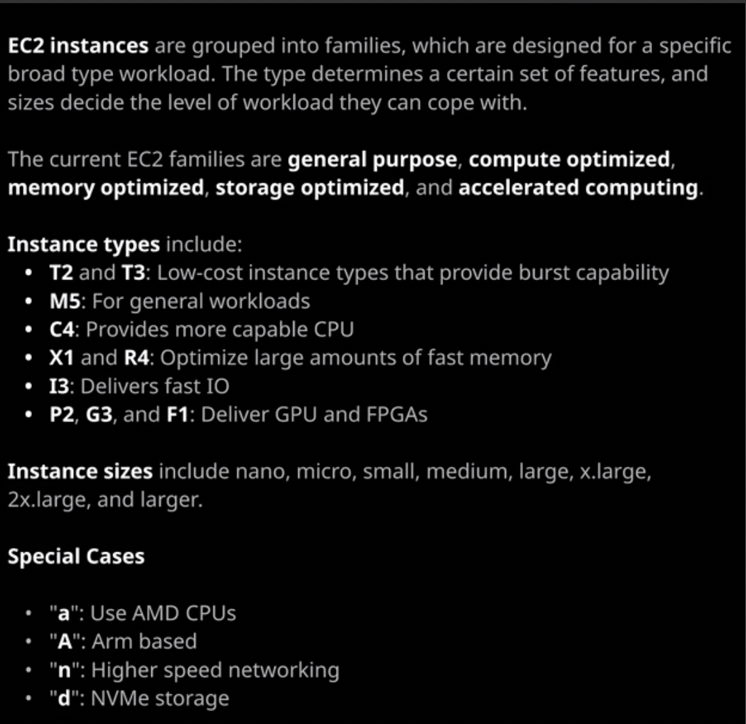 EC2 instances are grouped into families, which are designed for a specific
broad type workload. The type determines a certain set of features, and
sizes decide the level of workload they can cope with.
The current EC2 families are general purpose, compute optimized,
memory optimized, storage optimized, and accelerated computing.
Instance types include:
• T2 and T3: Low-cost instance types that provide burst capability
• M5: For general workloads
• C4: Provides more capable CPU
• X1 and R4: Optimize large amounts of fast memory
• I3: Delivers fast IO
• P2, G3, and F1: Deliver GPU and FPGAs
Instance sizes include nano, micro, small, medium, large, x.large,
2x.large, and larger.
Special Cases
• "a": Use AMD CPUs
• "A": Arm based
• "n": Higher speed networking
• "d": NVMe storage